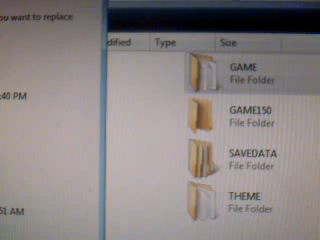 ou want to replace
dified Type Size
GAME
File Folder
:40 PM
GAME150
File Folder
SAVEDATA
File Folder
THEME
File Folder
51 AM